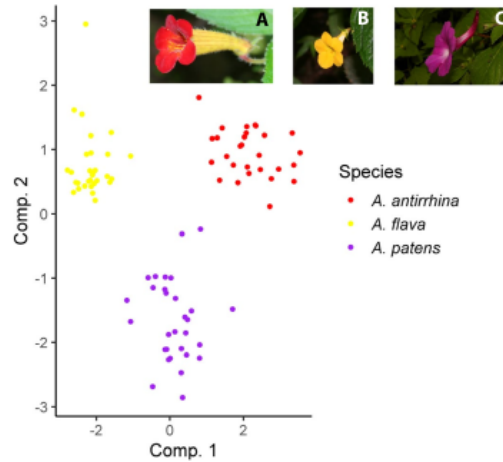 A
B
C
3
2
1
0
-1
-2
-3
Comp. 2
-2
0
2
Comp. 1
Species
A. antirrhina
A. flava
A. patens